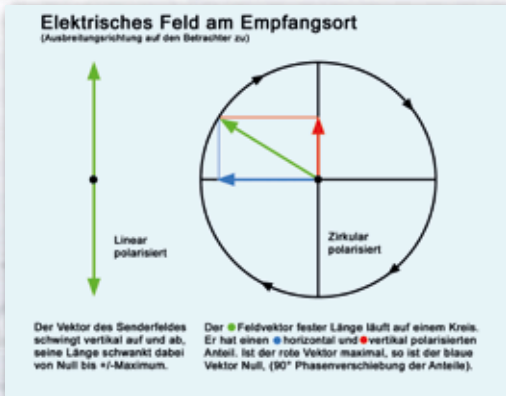 Elektrisches Feld am Empfangsort
(Ausbreitungsrichtung auf den Betrachter zu)
Linear
polarisiert
Zirkular
polarisiert
Der Vektor des Senderfeldes
schwingt vertikal auf und ab,
seine Länge schwankt dabei
von Null bis +/-Maximum.
Der Feldvektor fester Länge läuft auf einem Kreis.
Er hat einen horizontal und vertikal polarisierten
Anteil. Ist der rote Vektor maximal, so ist der blaue
Vektor Null, (90° Phasenverschiebung der Anteile).